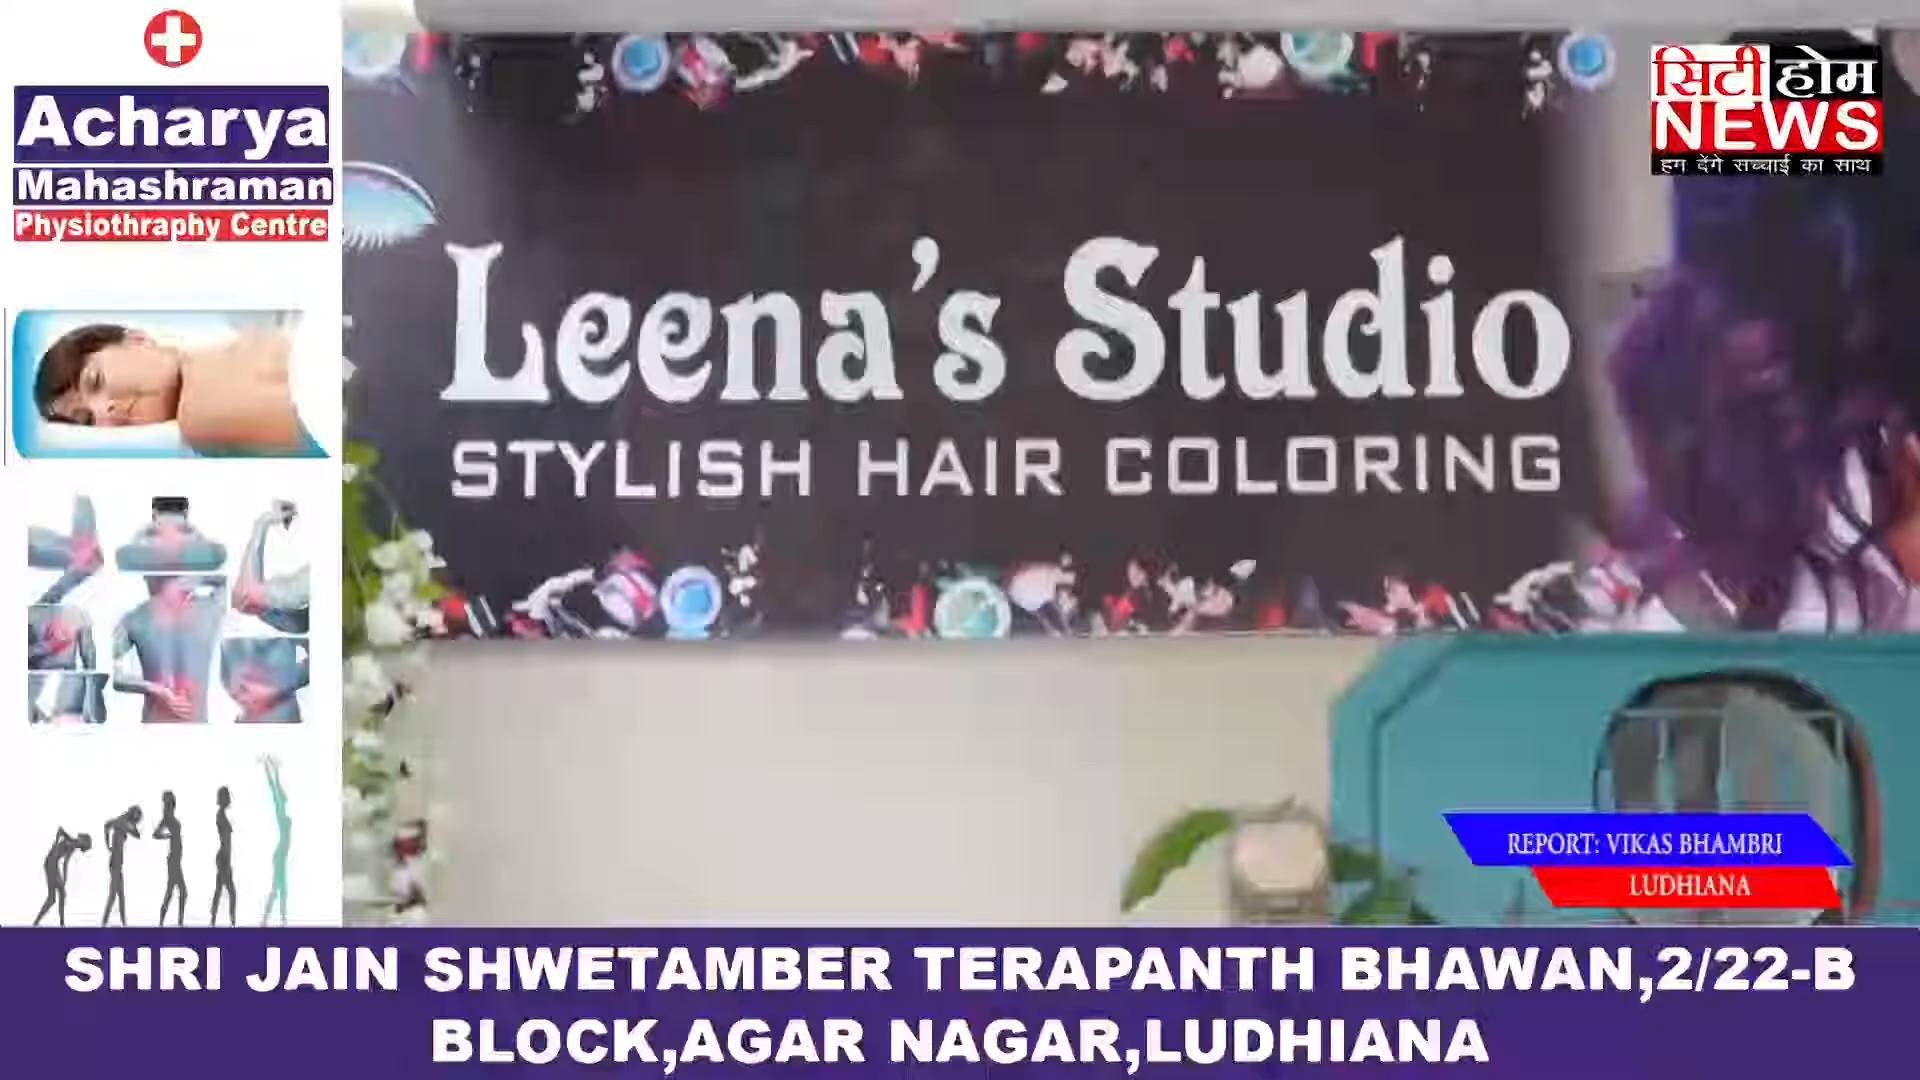 Acharya
Mahashraman
Physiothraphy Centre
सिटी होम
NEWS
हम देंगे सच्चाई का साथ
Leena's Studio
STYLISH HAIR COLORING
REPORT: VIKAS BHAMBRI
LUDHIANA
SHRI JAIN SHWETAMBER TERAPANTH BHAWAN,2/22-B
BLOCK,AGAR NAGAR,LUDHIANA